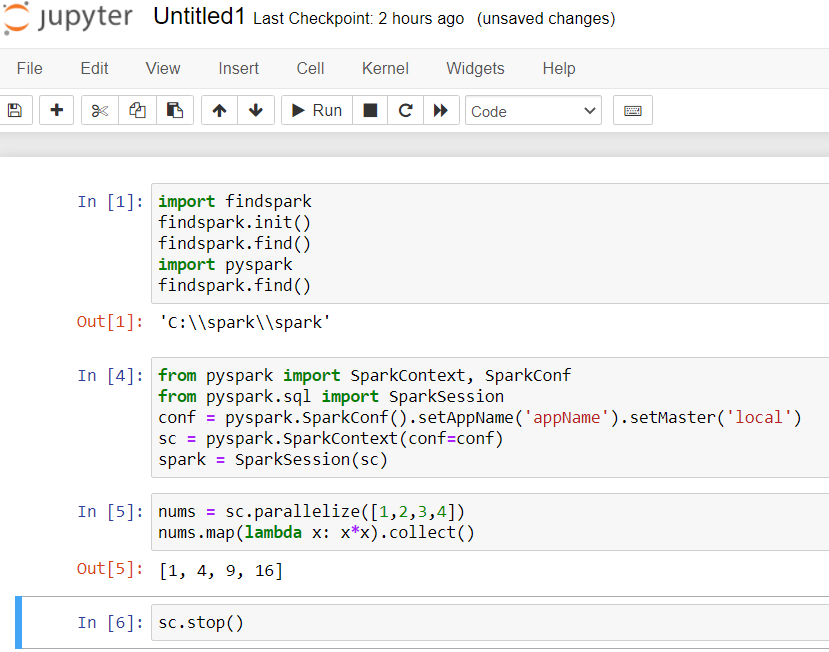 jupyter Untitled1 Last Checkpoint: 2 hours ago (unsaved changes)
File Edit View Insert Cell Kernel Widgets Help
Run Code
In [1]: import findspark
findspark.init()
findspark.find()
import pyspark
findspark.find()
Out[1]: 'C:\\spark\\spark'
In [4]: from pyspark import SparkContext, SparkConf
from pyspark.sql import SparkSession
conf = pyspark.SparkConf().setAppName('appName').setMaster('local')
sc = pyspark.SparkContext(conf=conf)
spark = SparkSession(sc)
In [5]: nums = sc.parallelize([1,2,3,4])
nums.map(lambda x: x*x).collect()
Out[5]: [1, 4, 9, 16]
In [6]: sc.stop()